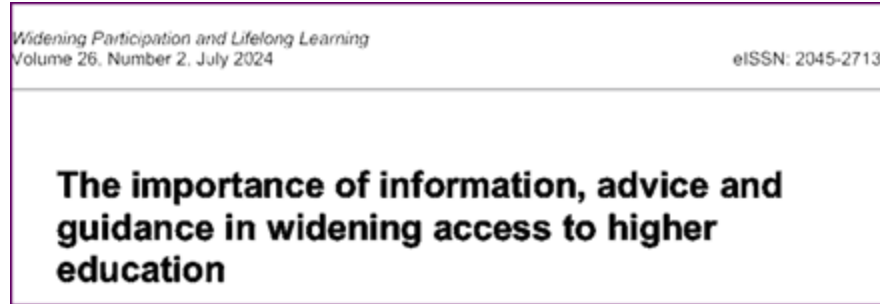 Widening Participation and Lifelong Learning
Volume 26, Number 2, July 2024 eISSN: 2045-2713
The importance of information, advice and
guidance in widening access to higher
education